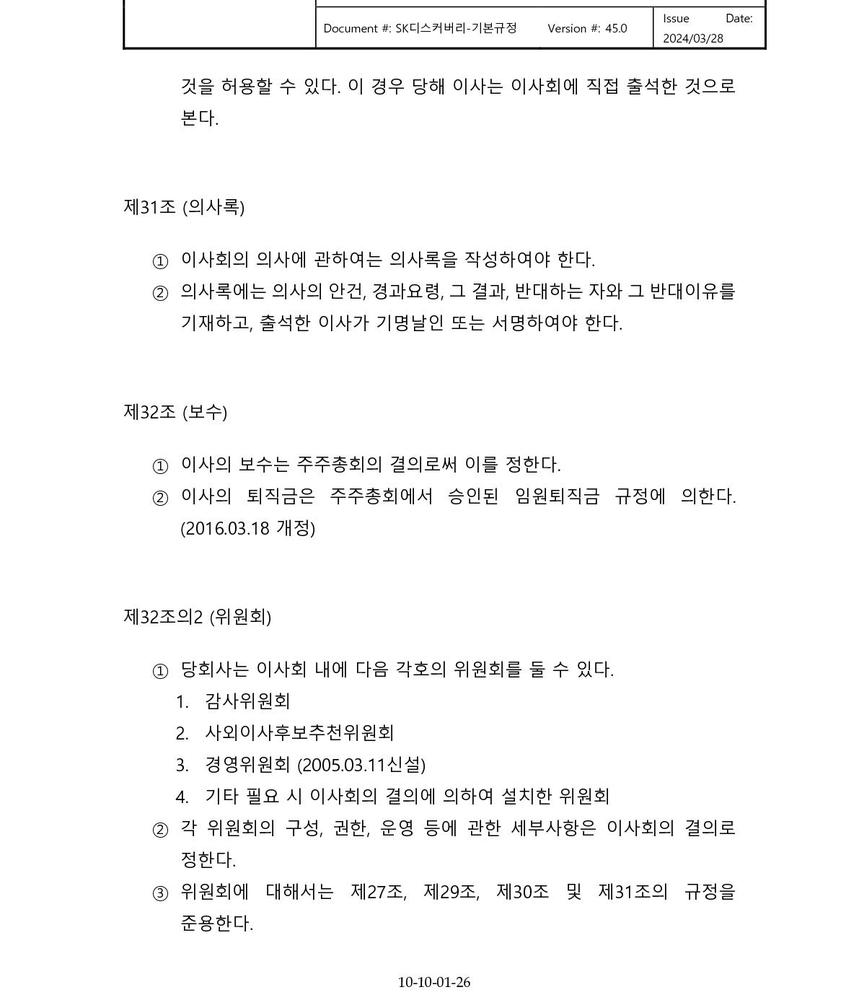 Document #: SK디스커버리-기본규정 Version #: 45.0 Issue Date:
2024/03/28
것을 허용할 수 있다. 이 경우 당해 이사는 이사회에 직접 출석한 것으로
본다.
제31조 (의사록)
① 이사회의 의사에 관하여는 의사록을 작성하여야 한다.
② 의사록에는 의사의 안건, 경과요령, 그 결과, 반대하는 자와 그 반대이유를
기재하고, 출석한 이사가 기명날인 또는 서명하여야 한다.
제32조 (보수)
① 이사의 보수는 주주총회의 결의로써 이를 정한다.
② 이사의 퇴직금은 주주총회에서 승인된 임원퇴직금 규정에 의한다.
(2016.03.18 개정)
제32조의2 (위원회)
① 당회사는 이사회 내에 다음 각호의 위원회를 둘 수 있다.
1. 감사위원회
2. 사외이사후보추천위원회
3. 경영위원회 (2005.03.11신설)
4. 기타 필요 시 이사회의 결의에 의하여 설치한 위원회
② 각 위원회의 구성, 권한, 운영 등에 관한 세부사항은 이사회의 결의로
정한다.
③ 위원회에 대해서는 제27조, 제29조, 제30조 및 제31조의 규정을
준용한다.
10-10-01-26